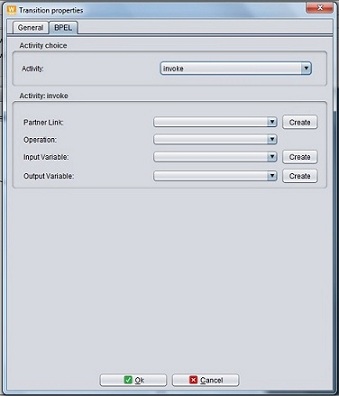 Transition properties
General BPEL
Activity choice
Activity: invoke
Activity: invoke
Partner Link: Create
Operation:
Input Variable: Create
Output Variable: Create
Ok Cancel